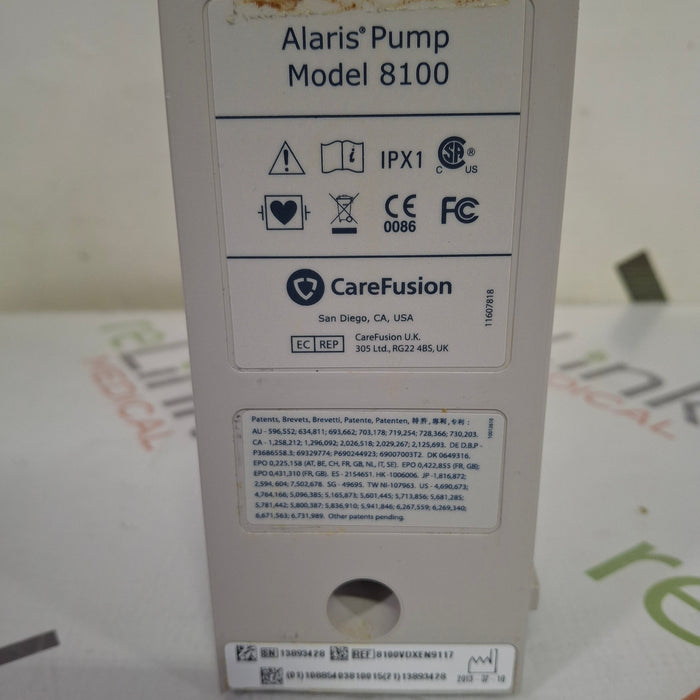 Alaris® Pump
Model 8100
IPX1 CSA ® C US
CE 0086 FC
CareFusion
San Diego, CA, USA
EC REP CareFusion U.K.
305 Ltd., RG22 4BS, UK
11607818
Patents, Brevets, Brevetti, Patente, Patenten, 特許, 專利, 专利 :
AU - 596,552; 634,811; 693,662; 703,178; 719,254; 728,366; 730,203.
CA - 1,258,212; 1,296,092; 2,026,518; 2,029,267; 2,125,693. DE D.B.P -
P3686558.3; 69329774; P690244923; 69007003T2. DK 0649316.
EPO 0,225,158 (AT, BE, CH, FR, GB, NL, IT, SE). EPO 0,422,855 (FR, GB);
EPO 0,431,310 (FR, GB). ES - 2154651. HK -1006006. JP -1,816,872;
2,594,604; 7,502,678. SG - 49695. TW NI-107963. US - 4,690,673;
4,764,166; 5,096,385; 5,165,873; 5,601,445; 5,713,856; 5,681,285;
5,781,442; 5,800,387; 5,836,910; 5,941,846; 6,267,559; 6,269,340;
6,671,563; 6,731,989. Other patents pending.
SN 13893428 REF 8100VDXEN9117
(01)10885403810015(21)13893428
reLink
MEDICAL
Link
MEDICAL
re